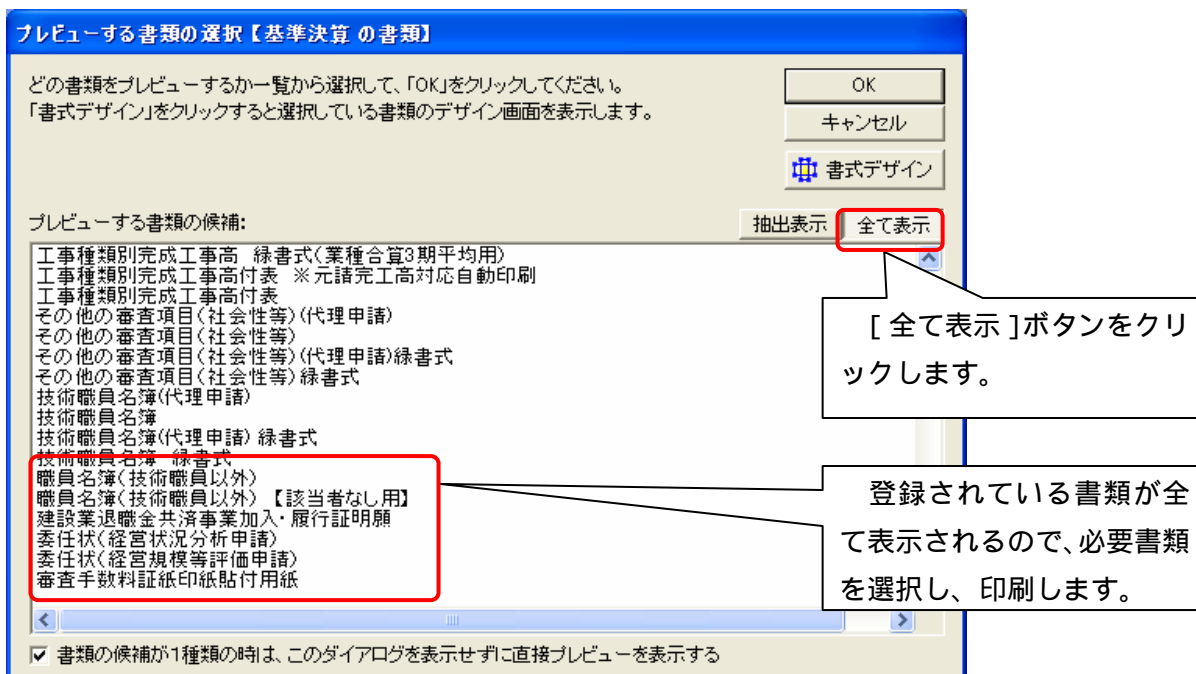 プレビューする書類の選択【基準決算 の書類】
どの書類をプレビューするか一覧から選択して、「OK」をクリックしてください。
「書式デザイン」をクリックすると選択している書類のデザイン画面を表示します。
OK
キャンセル
書式デザイン
プレビューする書類の候補:
抽出表示
全て表示
工事種類別完成工事高 緑書式(業種合算3期平均用)
工事種類別完成工事高付表 ※元請完工高対応自動印刷
工事種類別完成工事高付表
その他の審査項目(社会性等)(代理申請)
その他の審査項目(社会性等)
その他の審査項目(社会性等)(代理申請)緑書式
その他の審査項目(社会性等)緑書式
技術職員名簿(代理申請)
技術職員名簿
技術職員名簿(代理申請) 緑書式
技術職員名簿 緑書式
職員名簿(技術職員以外)
職員名簿(技術職員以外) 【該当者なし用】
建設業退職金共済事業加入・履行証明願
委任状(経営状況分析申請)
委任状(経営規模等評価申請)
審査手数料証紙印紙貼付用紙
[ 全て表示 ]ボタンをクリ
ックします。
登録されている書類が全
て表示されるので、必要書類
を選択し、印刷します。
書類の候補が1種類の時は、このダイアログを表示せずに直接プレビューを表示する